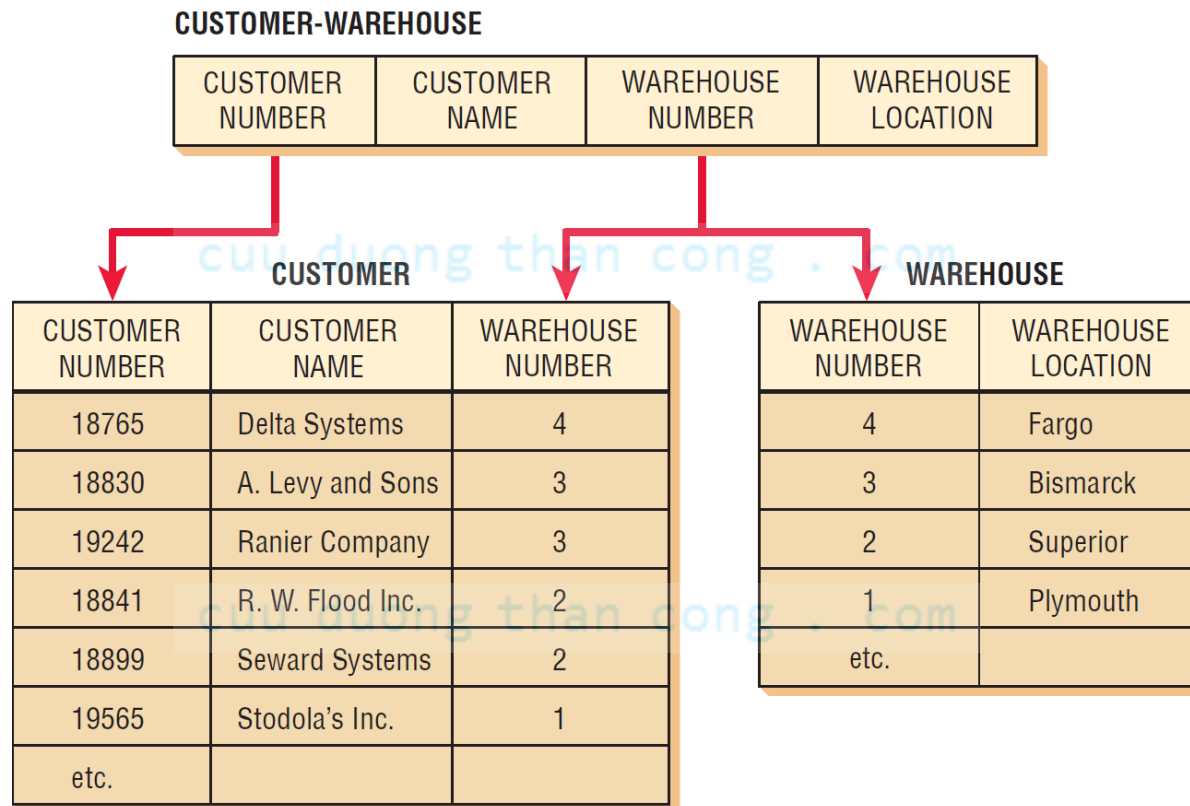 CUSTOMER-WAREHOUSE
CUSTOMER NUMBER CUSTOMER NAME WAREHOUSE NUMBER WAREHOUSE LOCATION
cuu duong than cong . com
CUSTOMER
CUSTOMER NUMBER CUSTOMER NAME WAREHOUSE NUMBER
18765 Delta Systems 4
18830 A. Levy and Sons 3
19242 Ranier Company 3
18841 R. W. Flood Inc. 2
18899 Seward Systems 2
19565 Stodola's Inc. 1
etc.
WAREHOUSE
WAREHOUSE NUMBER WAREHOUSE LOCATION
4 Fargo
3 Bismarck
2 Superior
1 Plymouth
etc.
cuu duong than cong . com